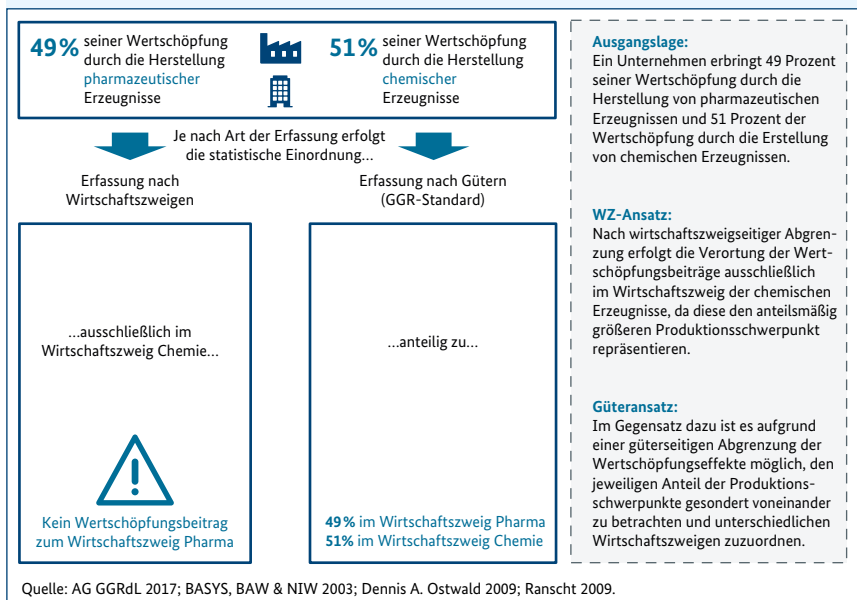 49% seiner Wertschöpfung
durch die Herstellung
pharmazeutischer
Erzeugnisse
51% seiner Wertschöpfung
durch die Herstellung
chemischer
Erzeugnisse
Je nach Art der Erfassung erfolgt
die statistische Einordnung...
Erfassung nach
Wirtschaftszweigen
Erfassung nach Gütern
(GGR-Standard)
...ausschließlich im
Wirtschaftszweig Chemie...
Kein Wertschöpfungsbeitrag
zum Wirtschaftszweig Pharma
...anteilig zu...
49% im Wirtschaftszweig Pharma
51% im Wirtschaftszweig Chemie
Ausgangslage:
Ein Unternehmen erbringt 49 Prozent
seiner Wertschöpfung durch die
Herstellung von pharmazeutischen
Erzeugnissen und 51 Prozent der
Wertschöpfung durch die Erstellung
von chemischen Erzeugnissen.
WZ-Ansatz:
Nach wirtschaftszweigseitiger Abgren-
zung erfolgt die Verortung der Wert-
schöpfungsbeiträge ausschließlich
im Wirtschaftszweig der chemischen
Erzeugnisse, da diese den anteilsmäßig
größeren Produktionsschwerpunkt
repräsentieren.
Güteransatz:
Im Gegensatz dazu ist es aufgrund
einer güterseitigen Abgrenzung der
Wertschöpfungseffekte möglich, den
jeweiligen Anteil der Produktions-
schwerpunkte gesondert voneinander
zu betrachten und unterschiedlichen
Wirtschaftszweigen zuzuordnen.
Quelle: AG GGRdL 2017; BASYS, BAW & NIW 2003; Dennis A. Ostwald 2009; Ranscht 2009.